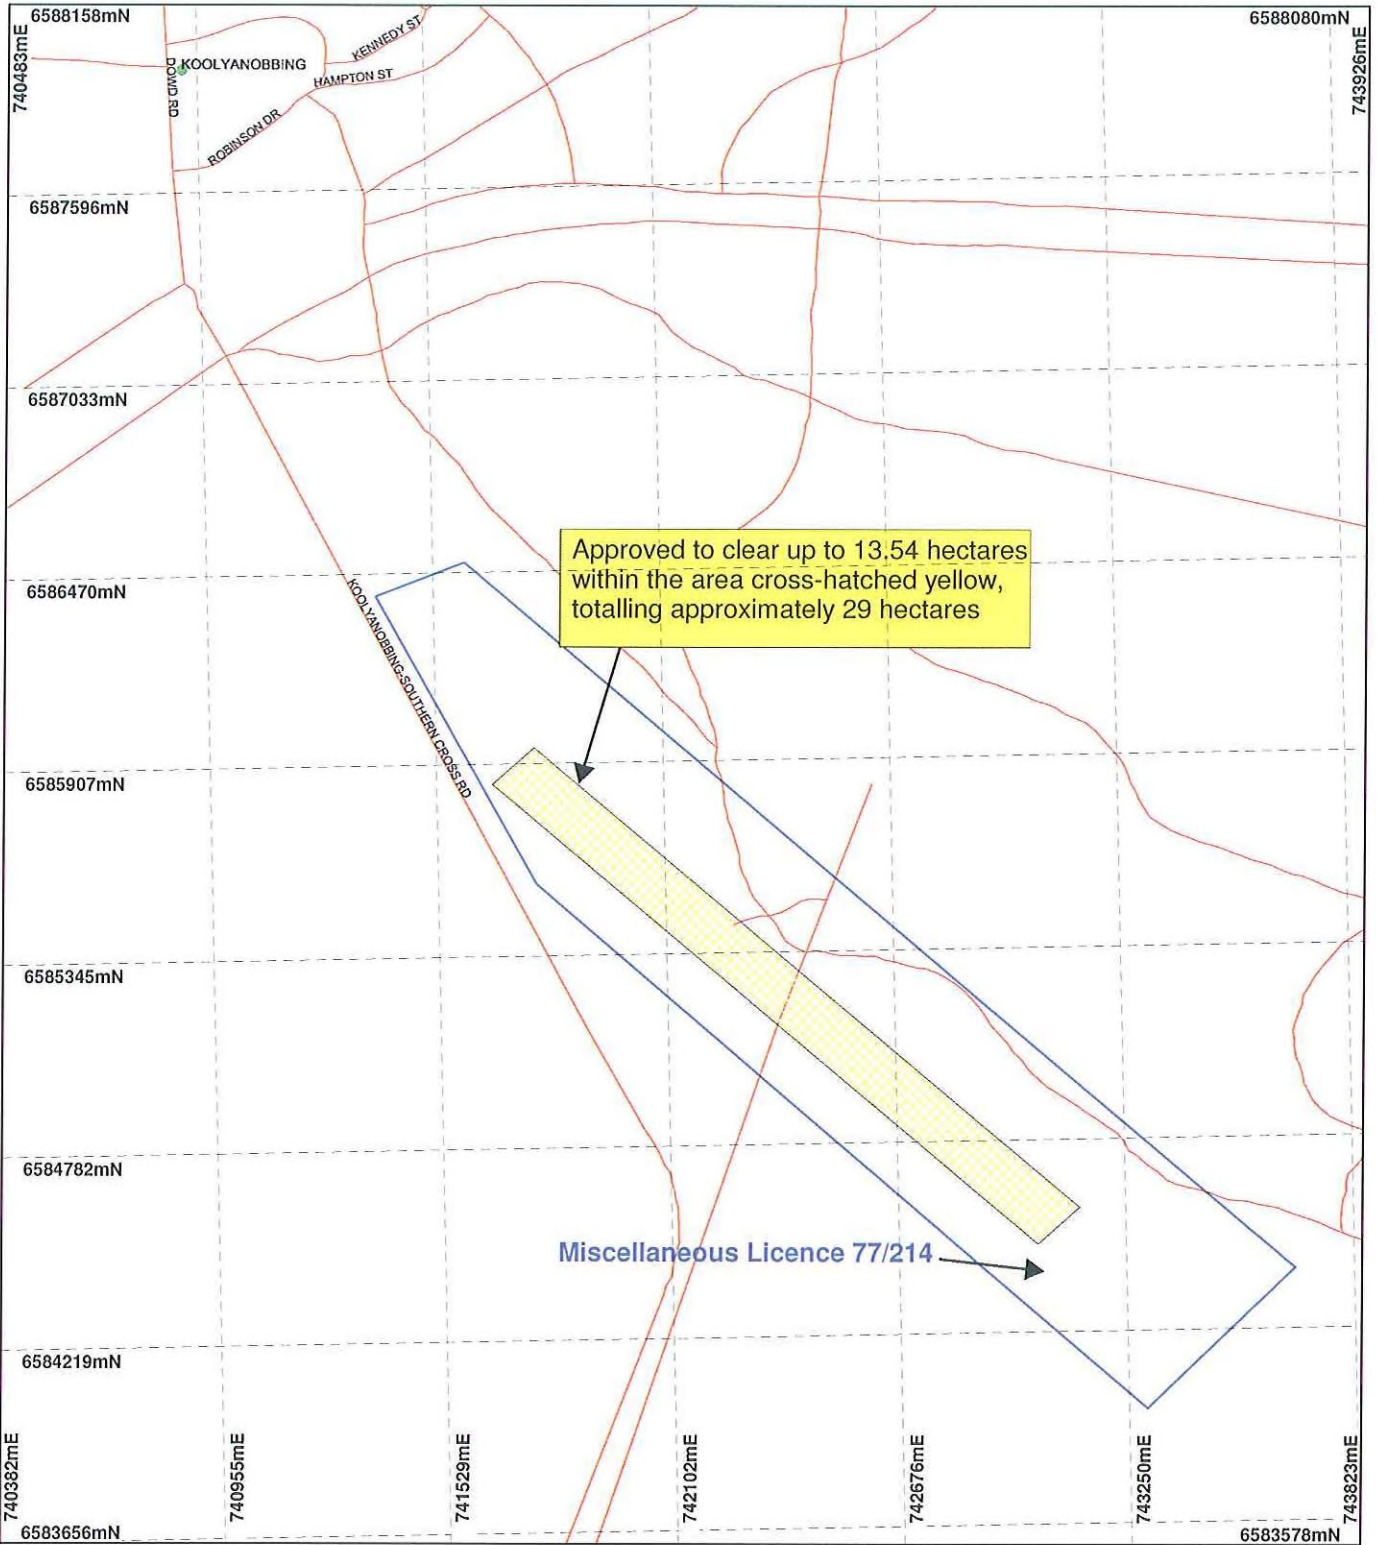 6588158mN
6588080mN
740483mE
743926mE
KENNEDY ST
KOOLYANOBBING
HAMPTON ST
DOWD RD
ROBINSON DR
6587596mN
6587033mN
Approved to clear up to 13.54 hectares
within the area cross-hatched yellow,
totalling approximately 29 hectares
6586470mN
KOOLYANOBBING-SOUTHERN CROSS RD
6585907mN
6585345mN
6584782mN
Miscellaneous Licence 77/214
6584219mN
740382mE
740955mE
741529mE
742102mE
742676mE
743250mE
743823mE
6583656mN
6583578mN